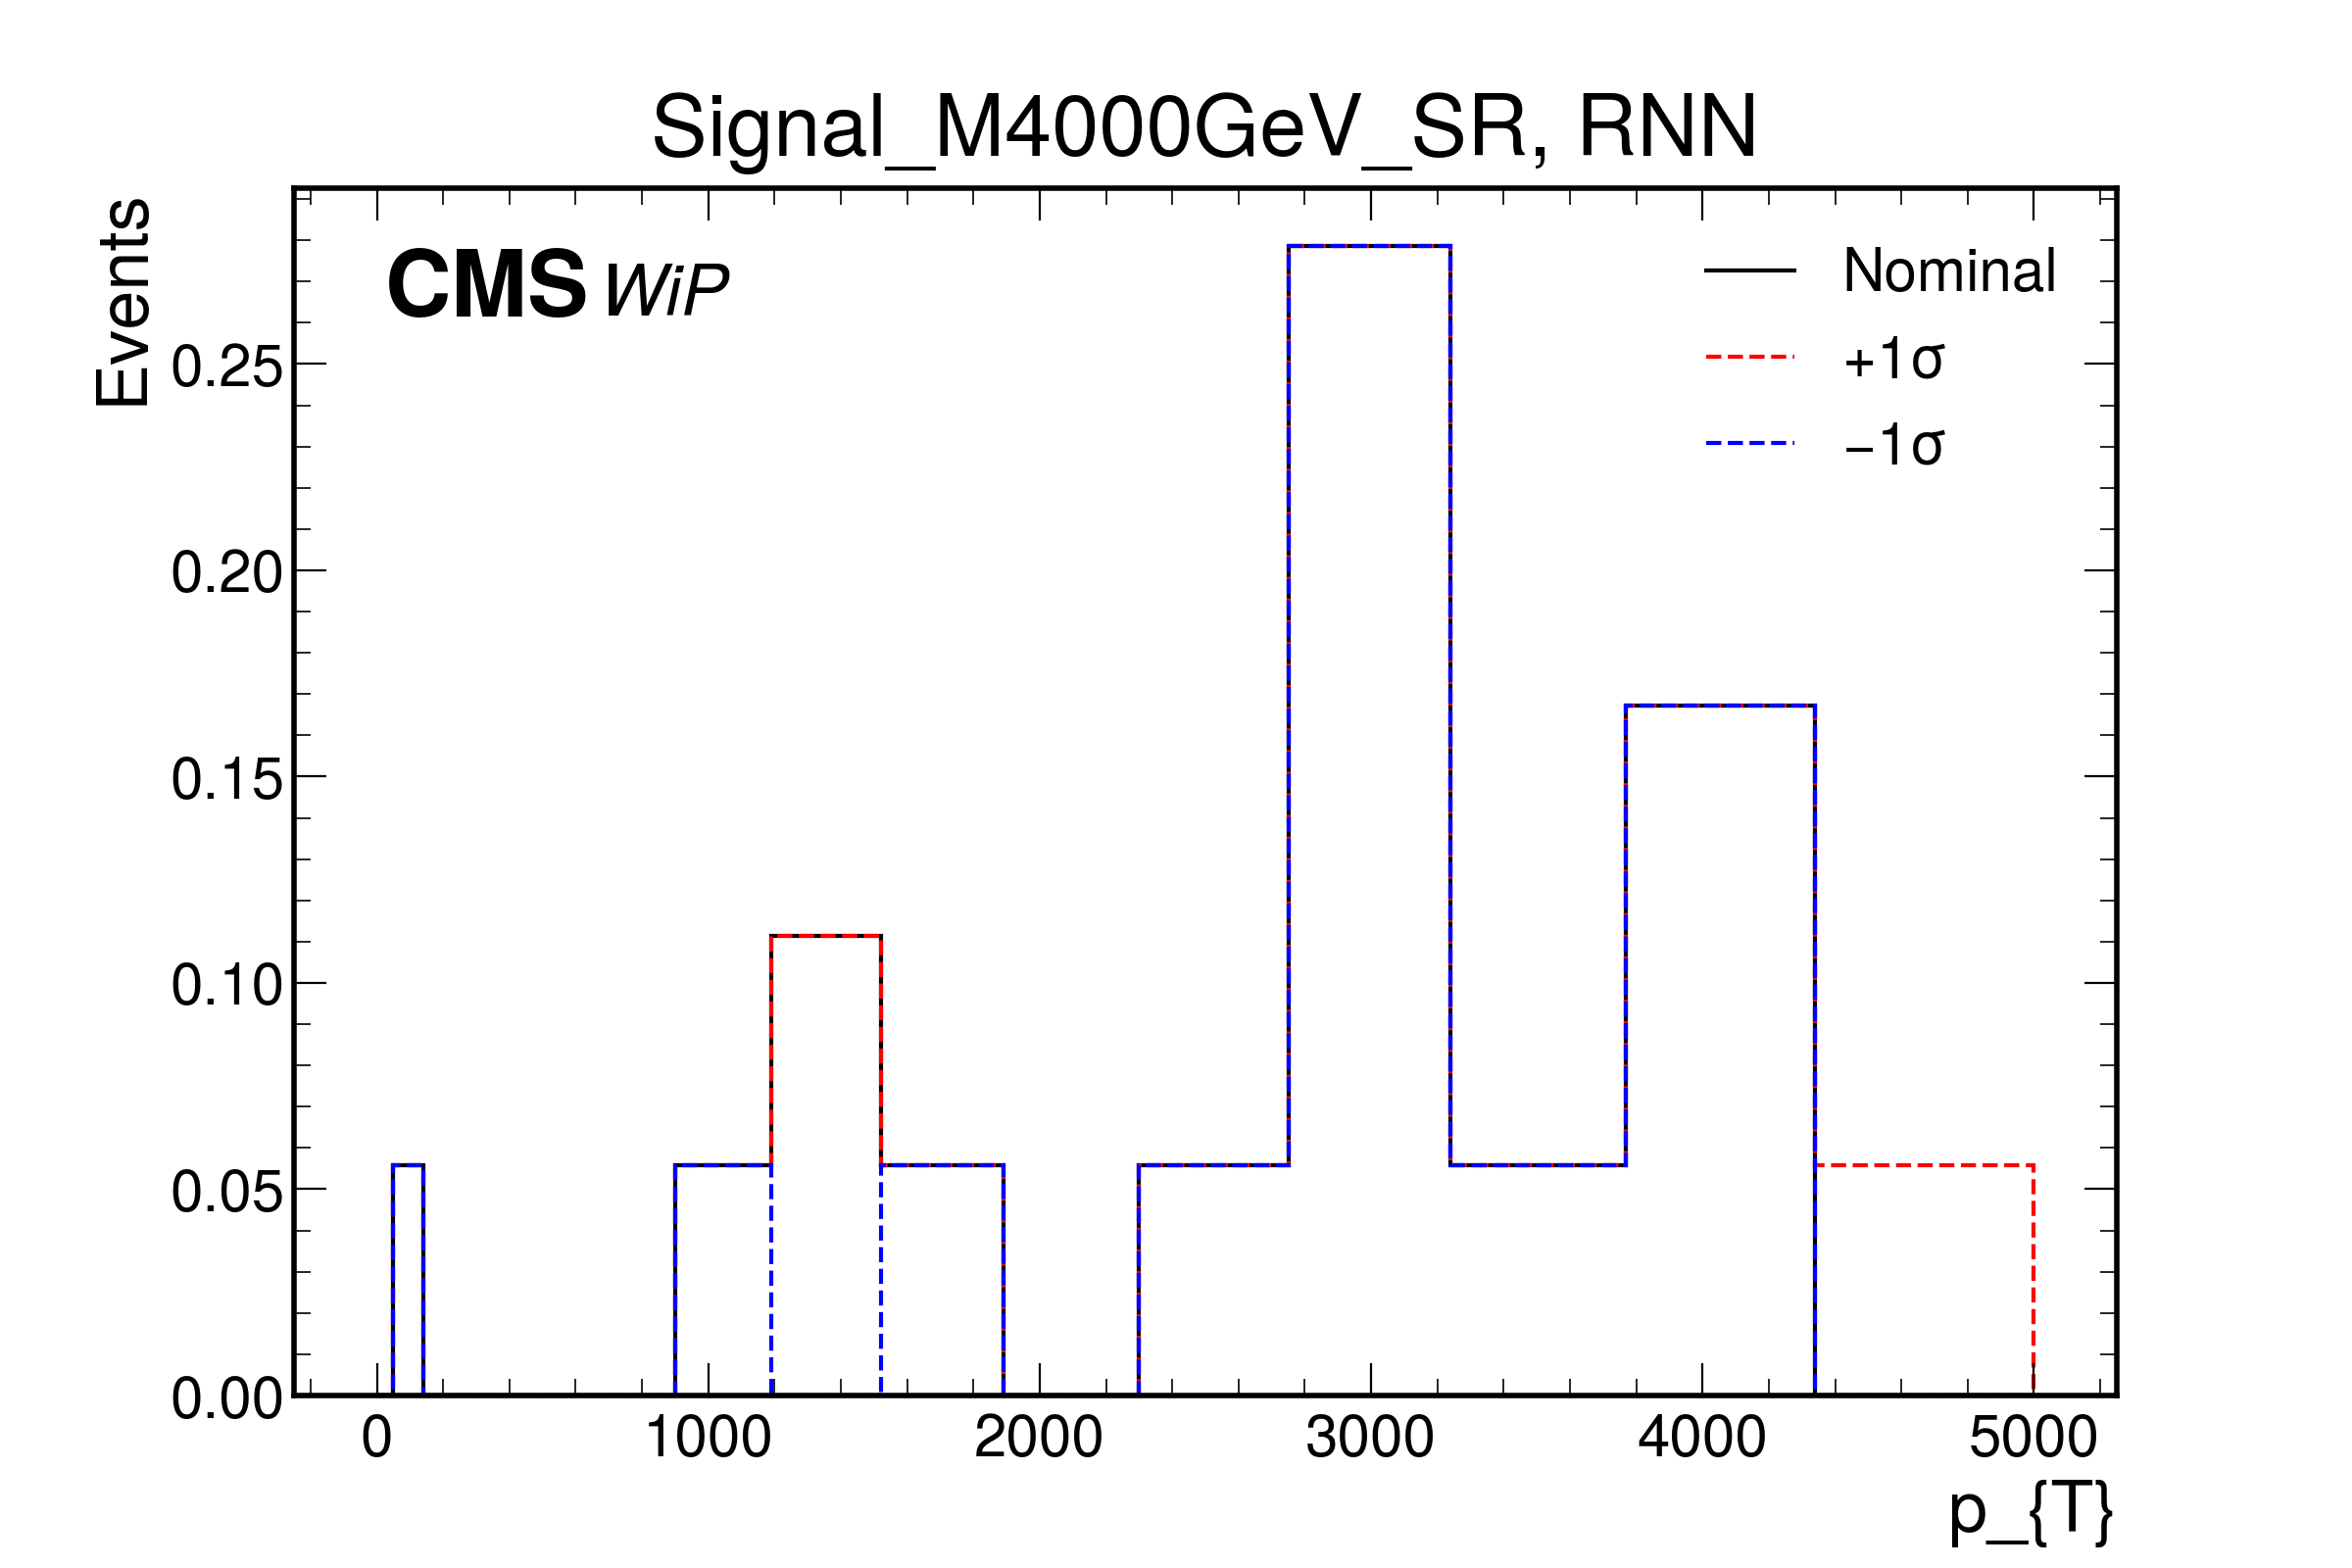 Signal_M4000GeV_SR, RNN
Events
CMS WiP
Nominal
+1σ
−1σ
0.25
0.20
0.15
0.10
0.05
0.00
0 1000 2000 3000 4000 5000
p_{T}